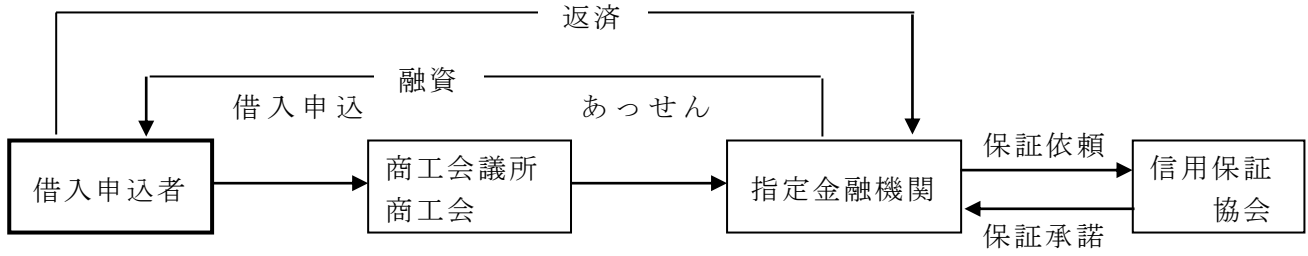 返済
融資
借入申込
あっせん
保証依頼
借入申込者
商工会議所
商工会
指定金融機関
信用保証
協会
保証承諾